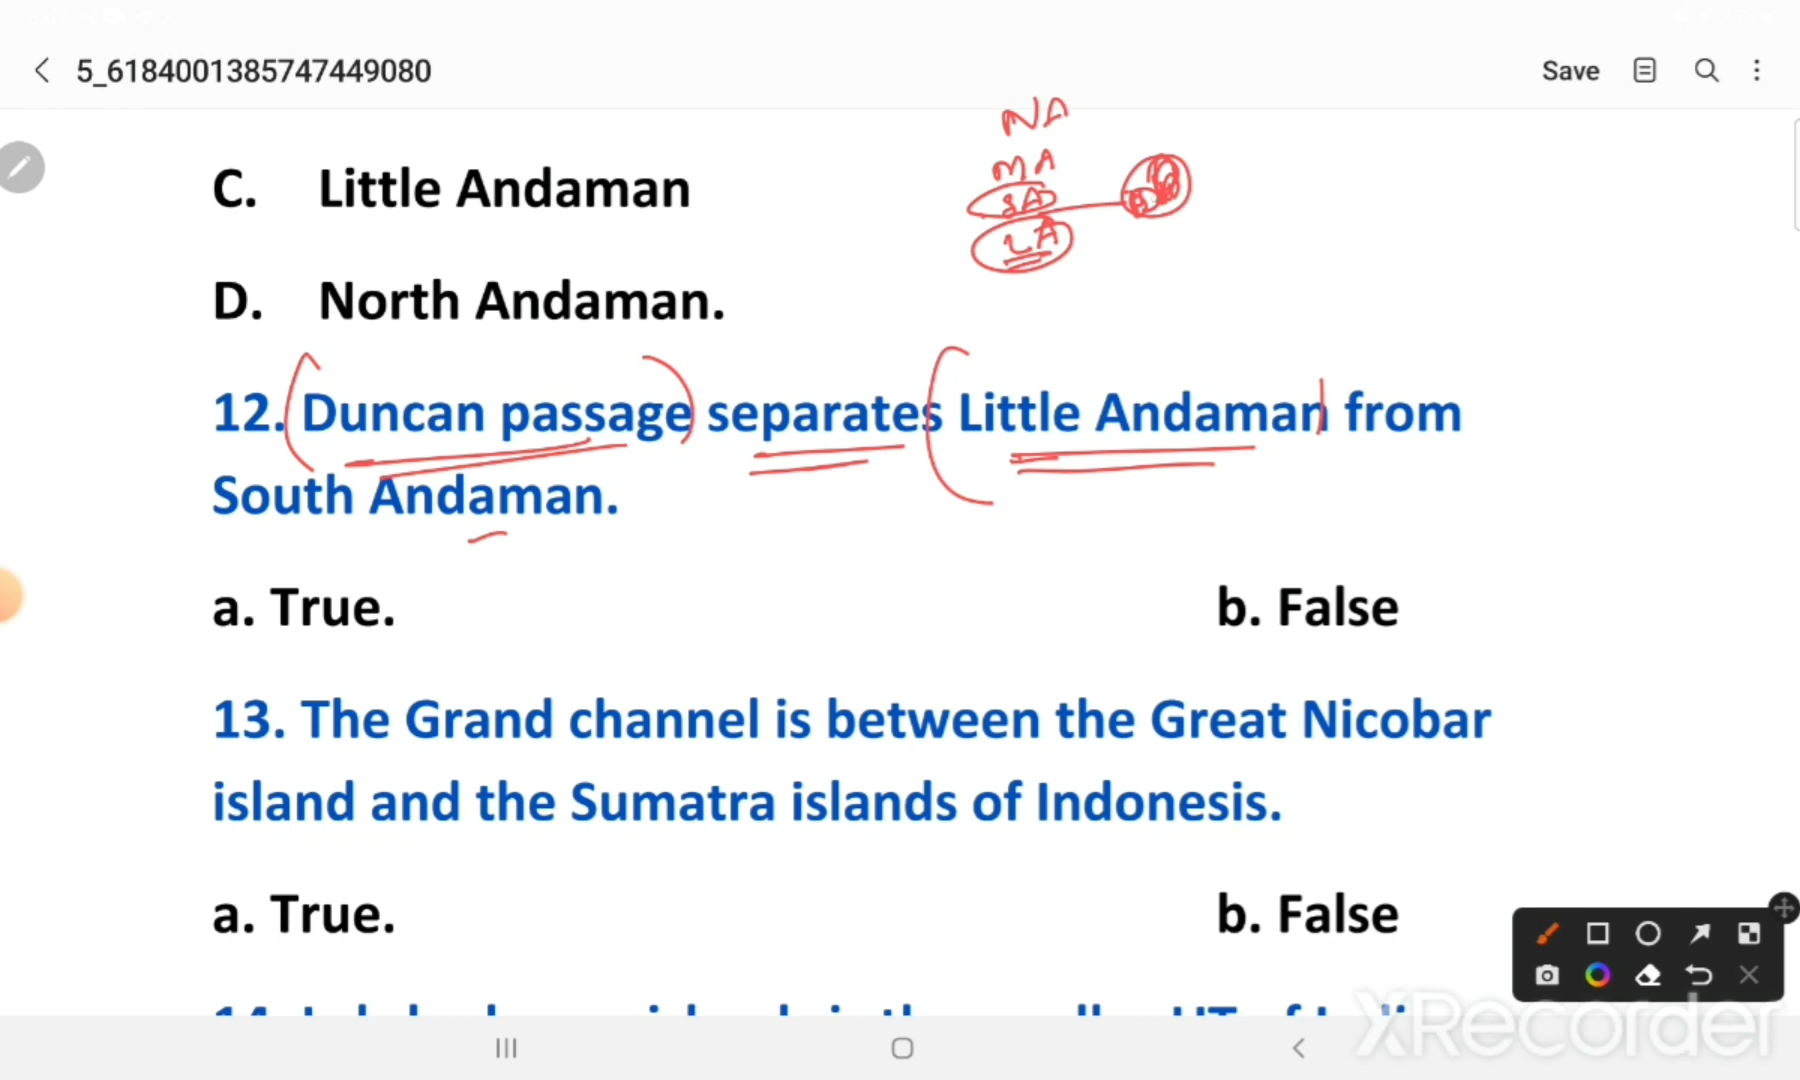 5_6184001385747449080
Save
NA
C. Little Andaman
MA
SA
LA
D. North Andaman.
12. Duncan passage separates Little Andaman from
South Andaman.
a. True. b. False
13. The Grand channel is between the Great Nicobar
island and the Sumatra islands of Indonesis.
a. True. b. False
XRecorder